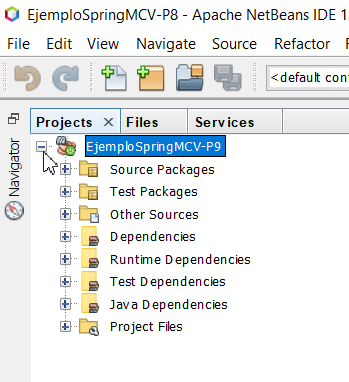 EjemploSpringMCV-P8 - Apache NetBeans IDE 1
File Edit View Navigate Source Refactor
<default con
Projects Files Services
Navigator
EjemploSpringMCV-P9
Source Packages
Test Packages
Other Sources
Dependencies
Runtime Dependencies
Test Dependencies
Java Dependencies
Project Files